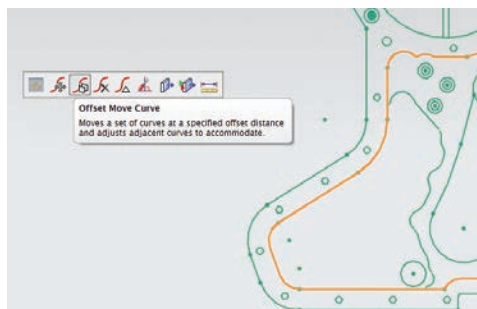 Offset Move Curve
Moves a set of curves at a specified offset distance
and adjusts adjacent curves to accommodate.